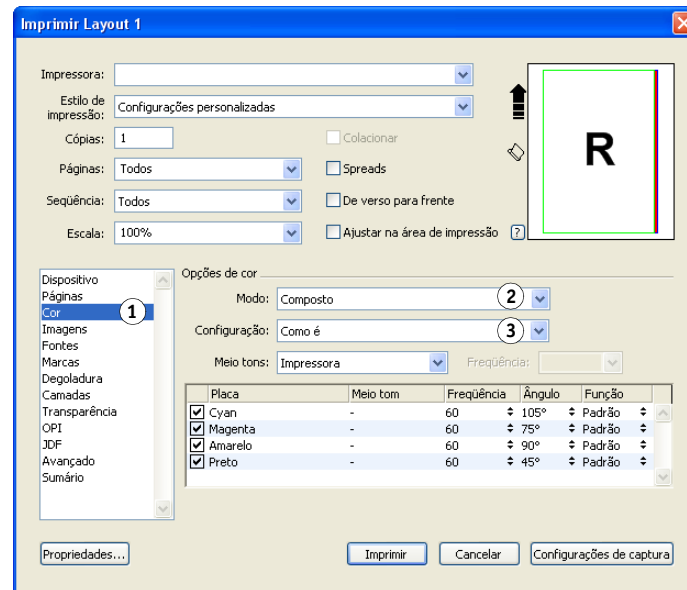 Imprimir Layout 1
Impressora:
Estilo de impressão: Configurações personalizadas
Cópias: 1 Colacionar
Páginas: Todos Spreads
Seqüência: Todos De verso para frente
Escala: 100% Ajustar na área de impressão ?
R
Dispositivo
Páginas
Cor 1
Imagens
Fontes
Marcas
Degoladura
Camadas
Transparência
OPI
JDF
Avançado
Sumário
Opções de cor
Modo: Composto 2
Configuração: Como é 3
Meio tons: Impressora Freqüência:
Placa Meio tom Freqüência Ângulo Função
Cyan - 60 105° Padrão
Magenta - 60 75° Padrão
Amarelo - 60 90° Padrão
Preto - 60 45° Padrão
Propriedades... Imprimir Cancelar Configurações de captura